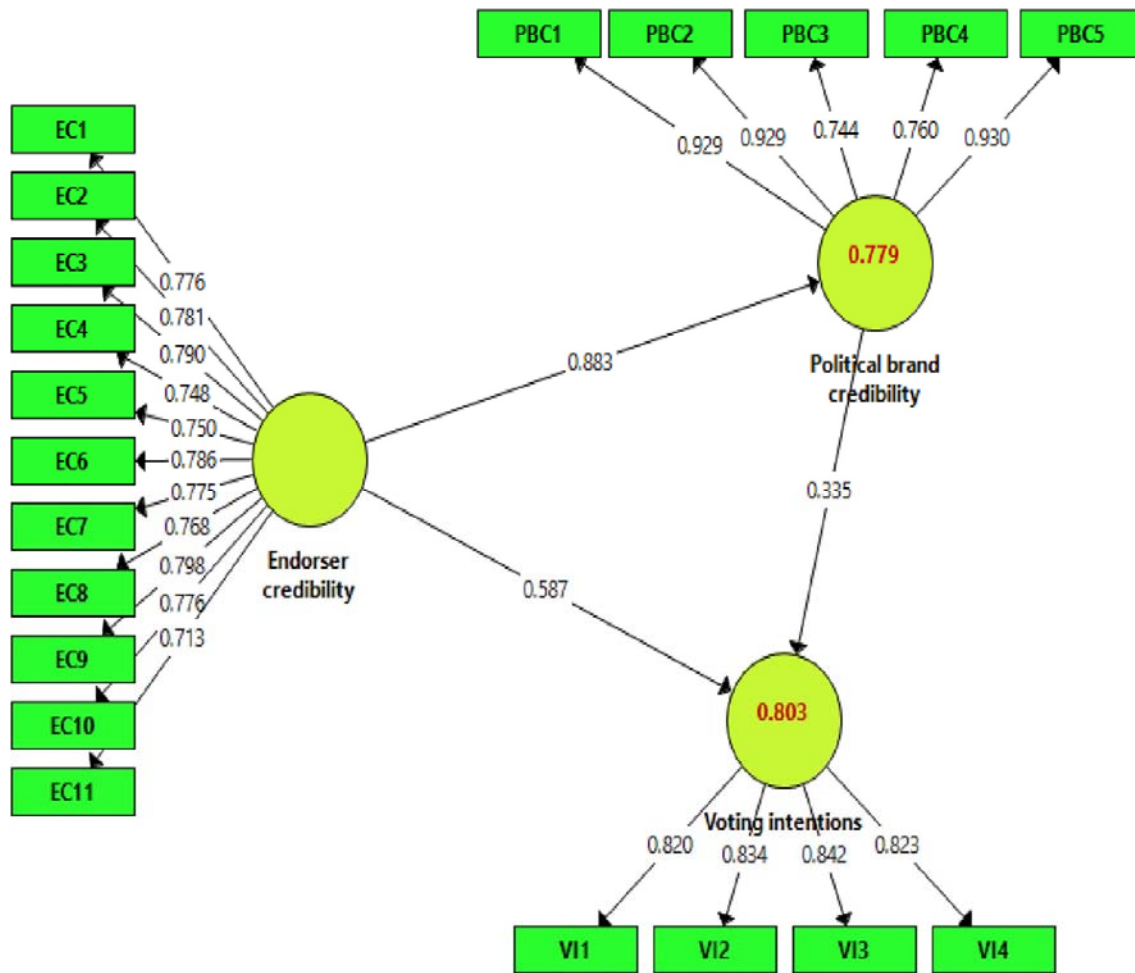 PBC1 PBC2 PBC3 PBC4 PBC5
0.929 0.929 0.744 0.760 0.930
0.779
Political brand
credibility
EC1
EC2
EC3
EC4
EC5
EC6
EC7
EC8
EC9
EC10
EC11
0.776
0.781
0.790
0.748
0.750
0.786
0.775
0.768
0.798
0.776
0.713
Endorser
credibility
0.883
0.335
0.587
0.803
Voting intentions
0.820 0.834 0.842 0.823
VI1 VI2 VI3 VI4